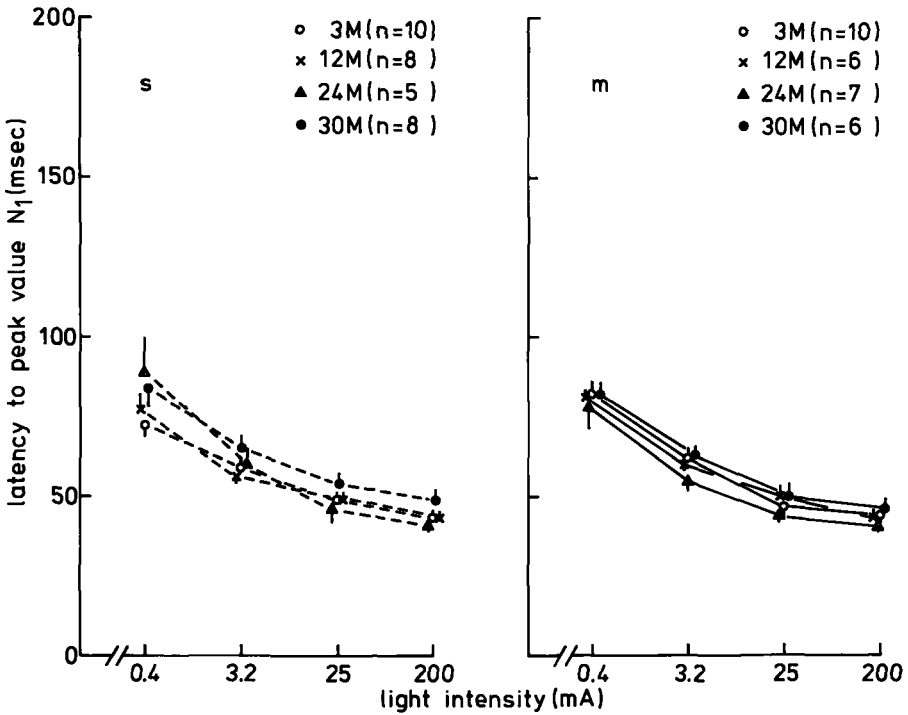 latency to peak value N1(msec)
200
150
100
50
0
s
3M(n=10)
12M(n=8 )
24M(n=5 )
30M(n=8 )
0.4 3.2 25 200
m
3M(n=10)
12M(n=6 )
24M(n=7 )
30M(n=6 )
0.4 3.2 25 200
light intensity(mA)